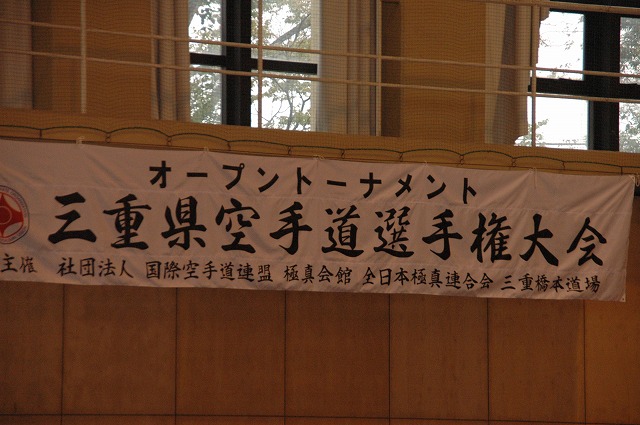 オープントーナメント
三重県空手道選手権大会
主権 社団法人 国際空手道連盟 極真会館 全日本極真連合会 三重橋本道場